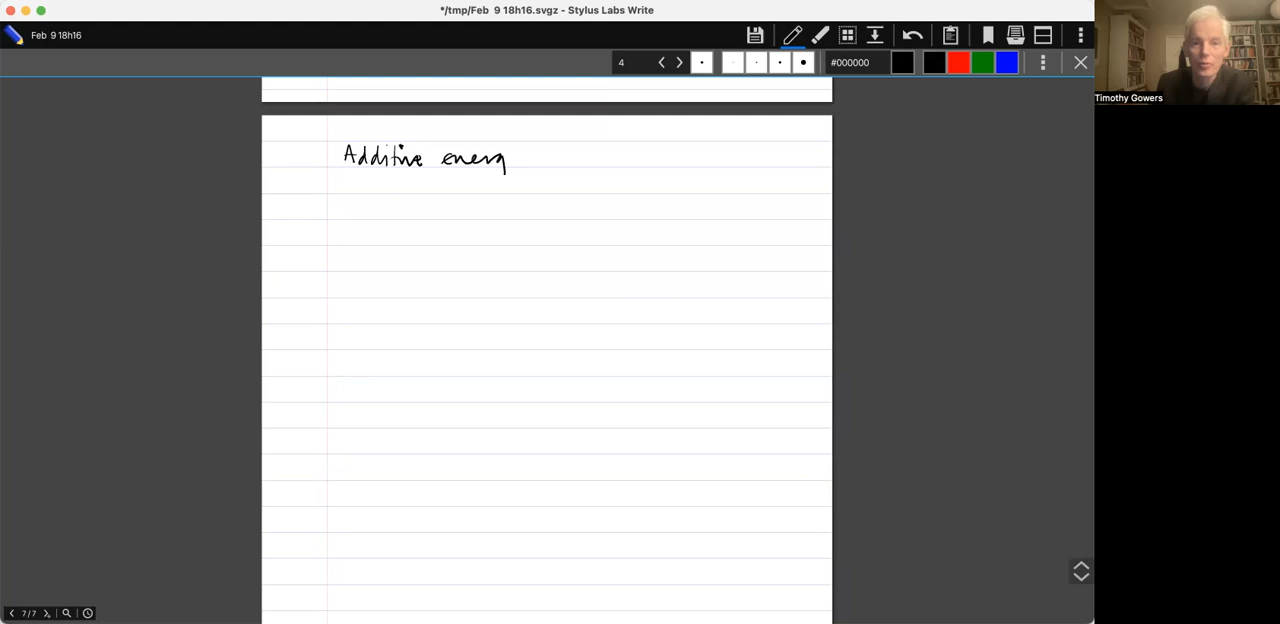 */tmp/Feb 9 18h16.svgz - Stylus Labs Write
Feb 9 18h16
4
#000000
Timothy Gowers
Additive energ
7/7